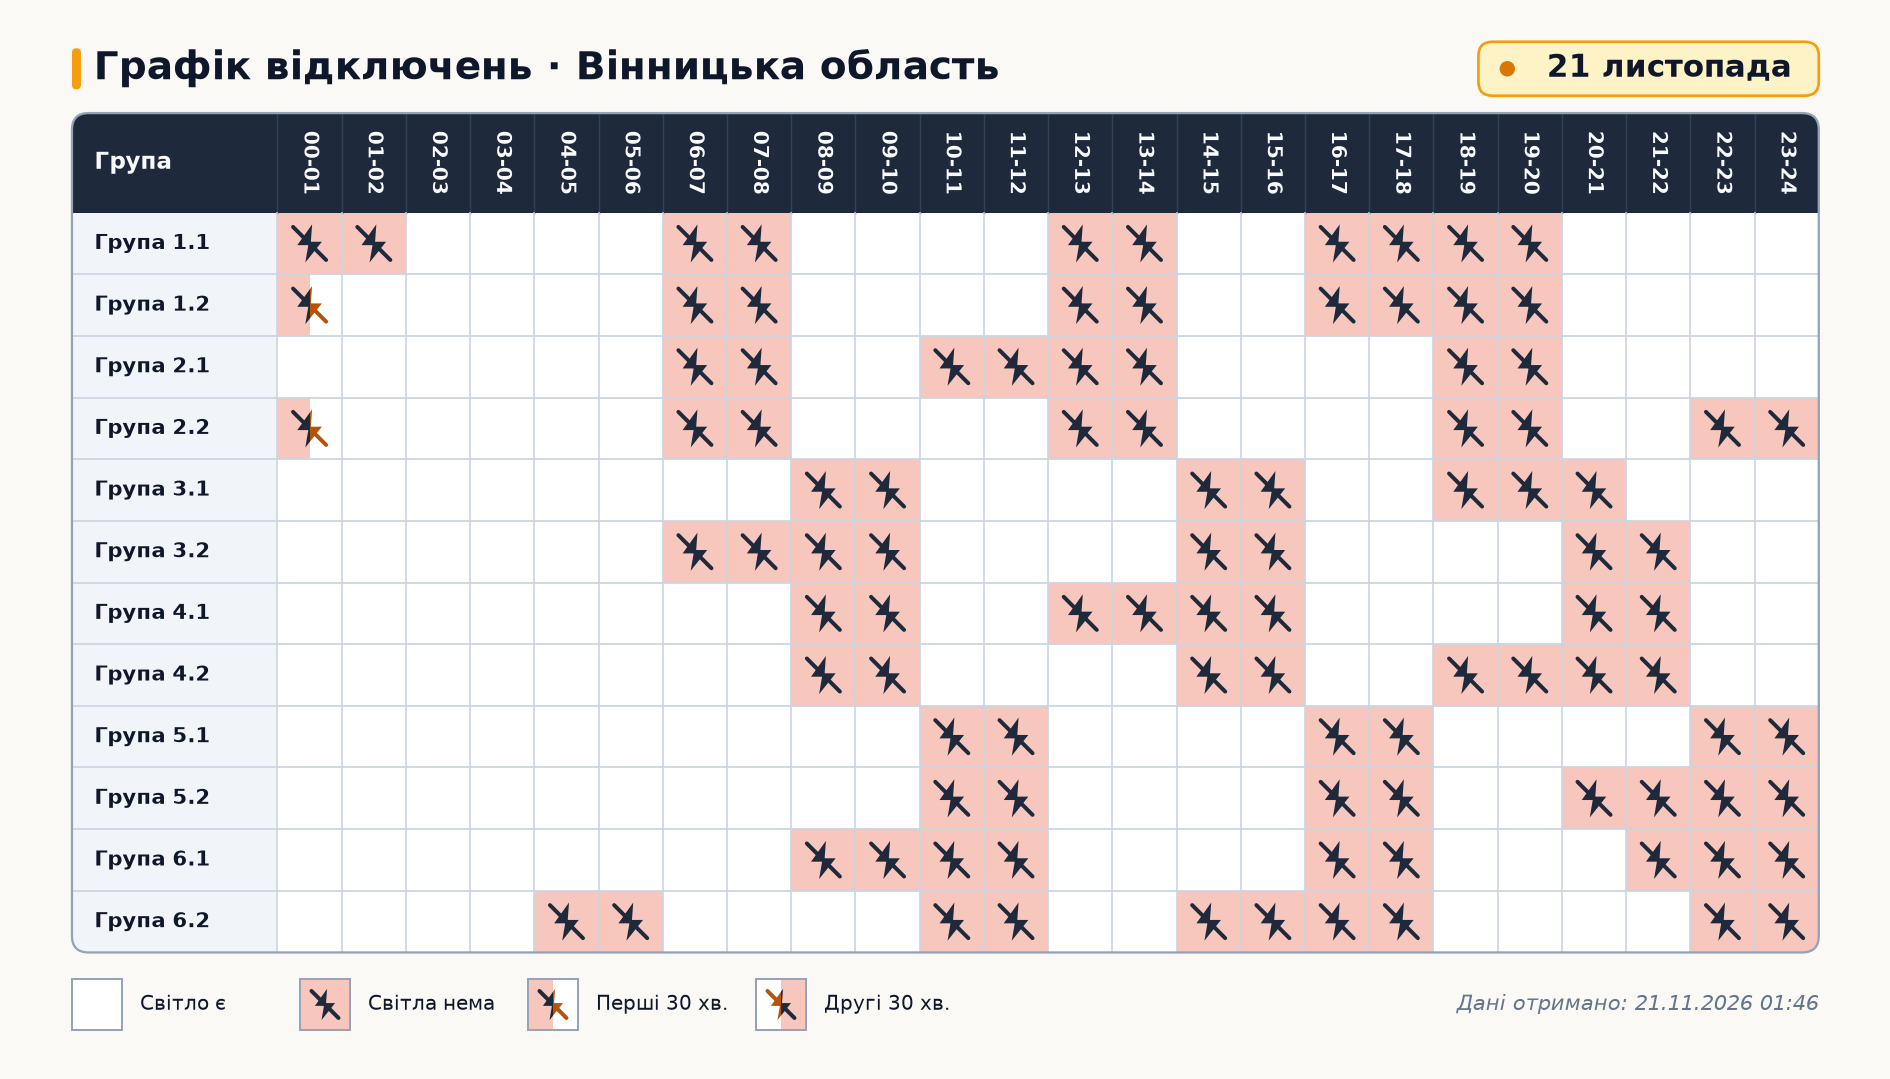 Графік відключень · Вінницька область
21 листопада
Група 00-01 01-02 02-03 03-04 04-05 05-06 06-07 07-08 08-09 09-10 10-11 11-12 12-13 13-14 14-15 15-16 16-17 17-18 18-19 19-20 20-21 21-22 22-23 23-24
Група 1.1
Група 1.2
Група 2.1
Група 2.2
Група 3.1
Група 3.2
Група 4.1
Група 4.2
Група 5.1
Група 5.2
Група 6.1
Група 6.2
Світло є Світла нема Перші 30 хв. Другі 30 хв. Дані отримано: 21.11.2026 01:46